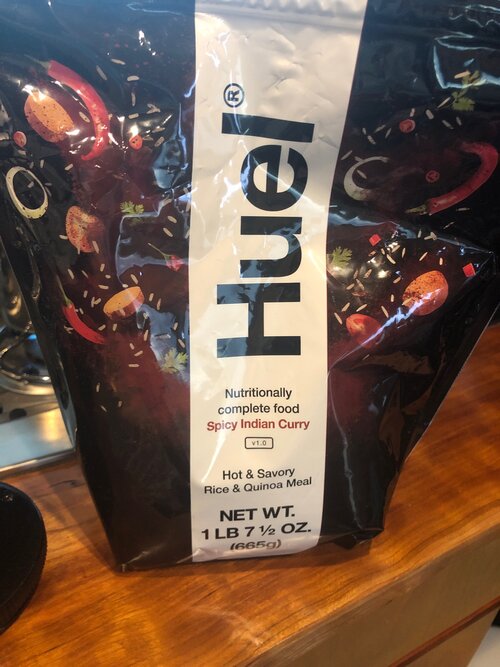 Huel®
Nutritionally
complete food
Spicy Indian Curry
v1.0
Hot & Savory
Rice & Quinoa Meal
NET WT.
1 LB 7 ½ OZ.
(665g)